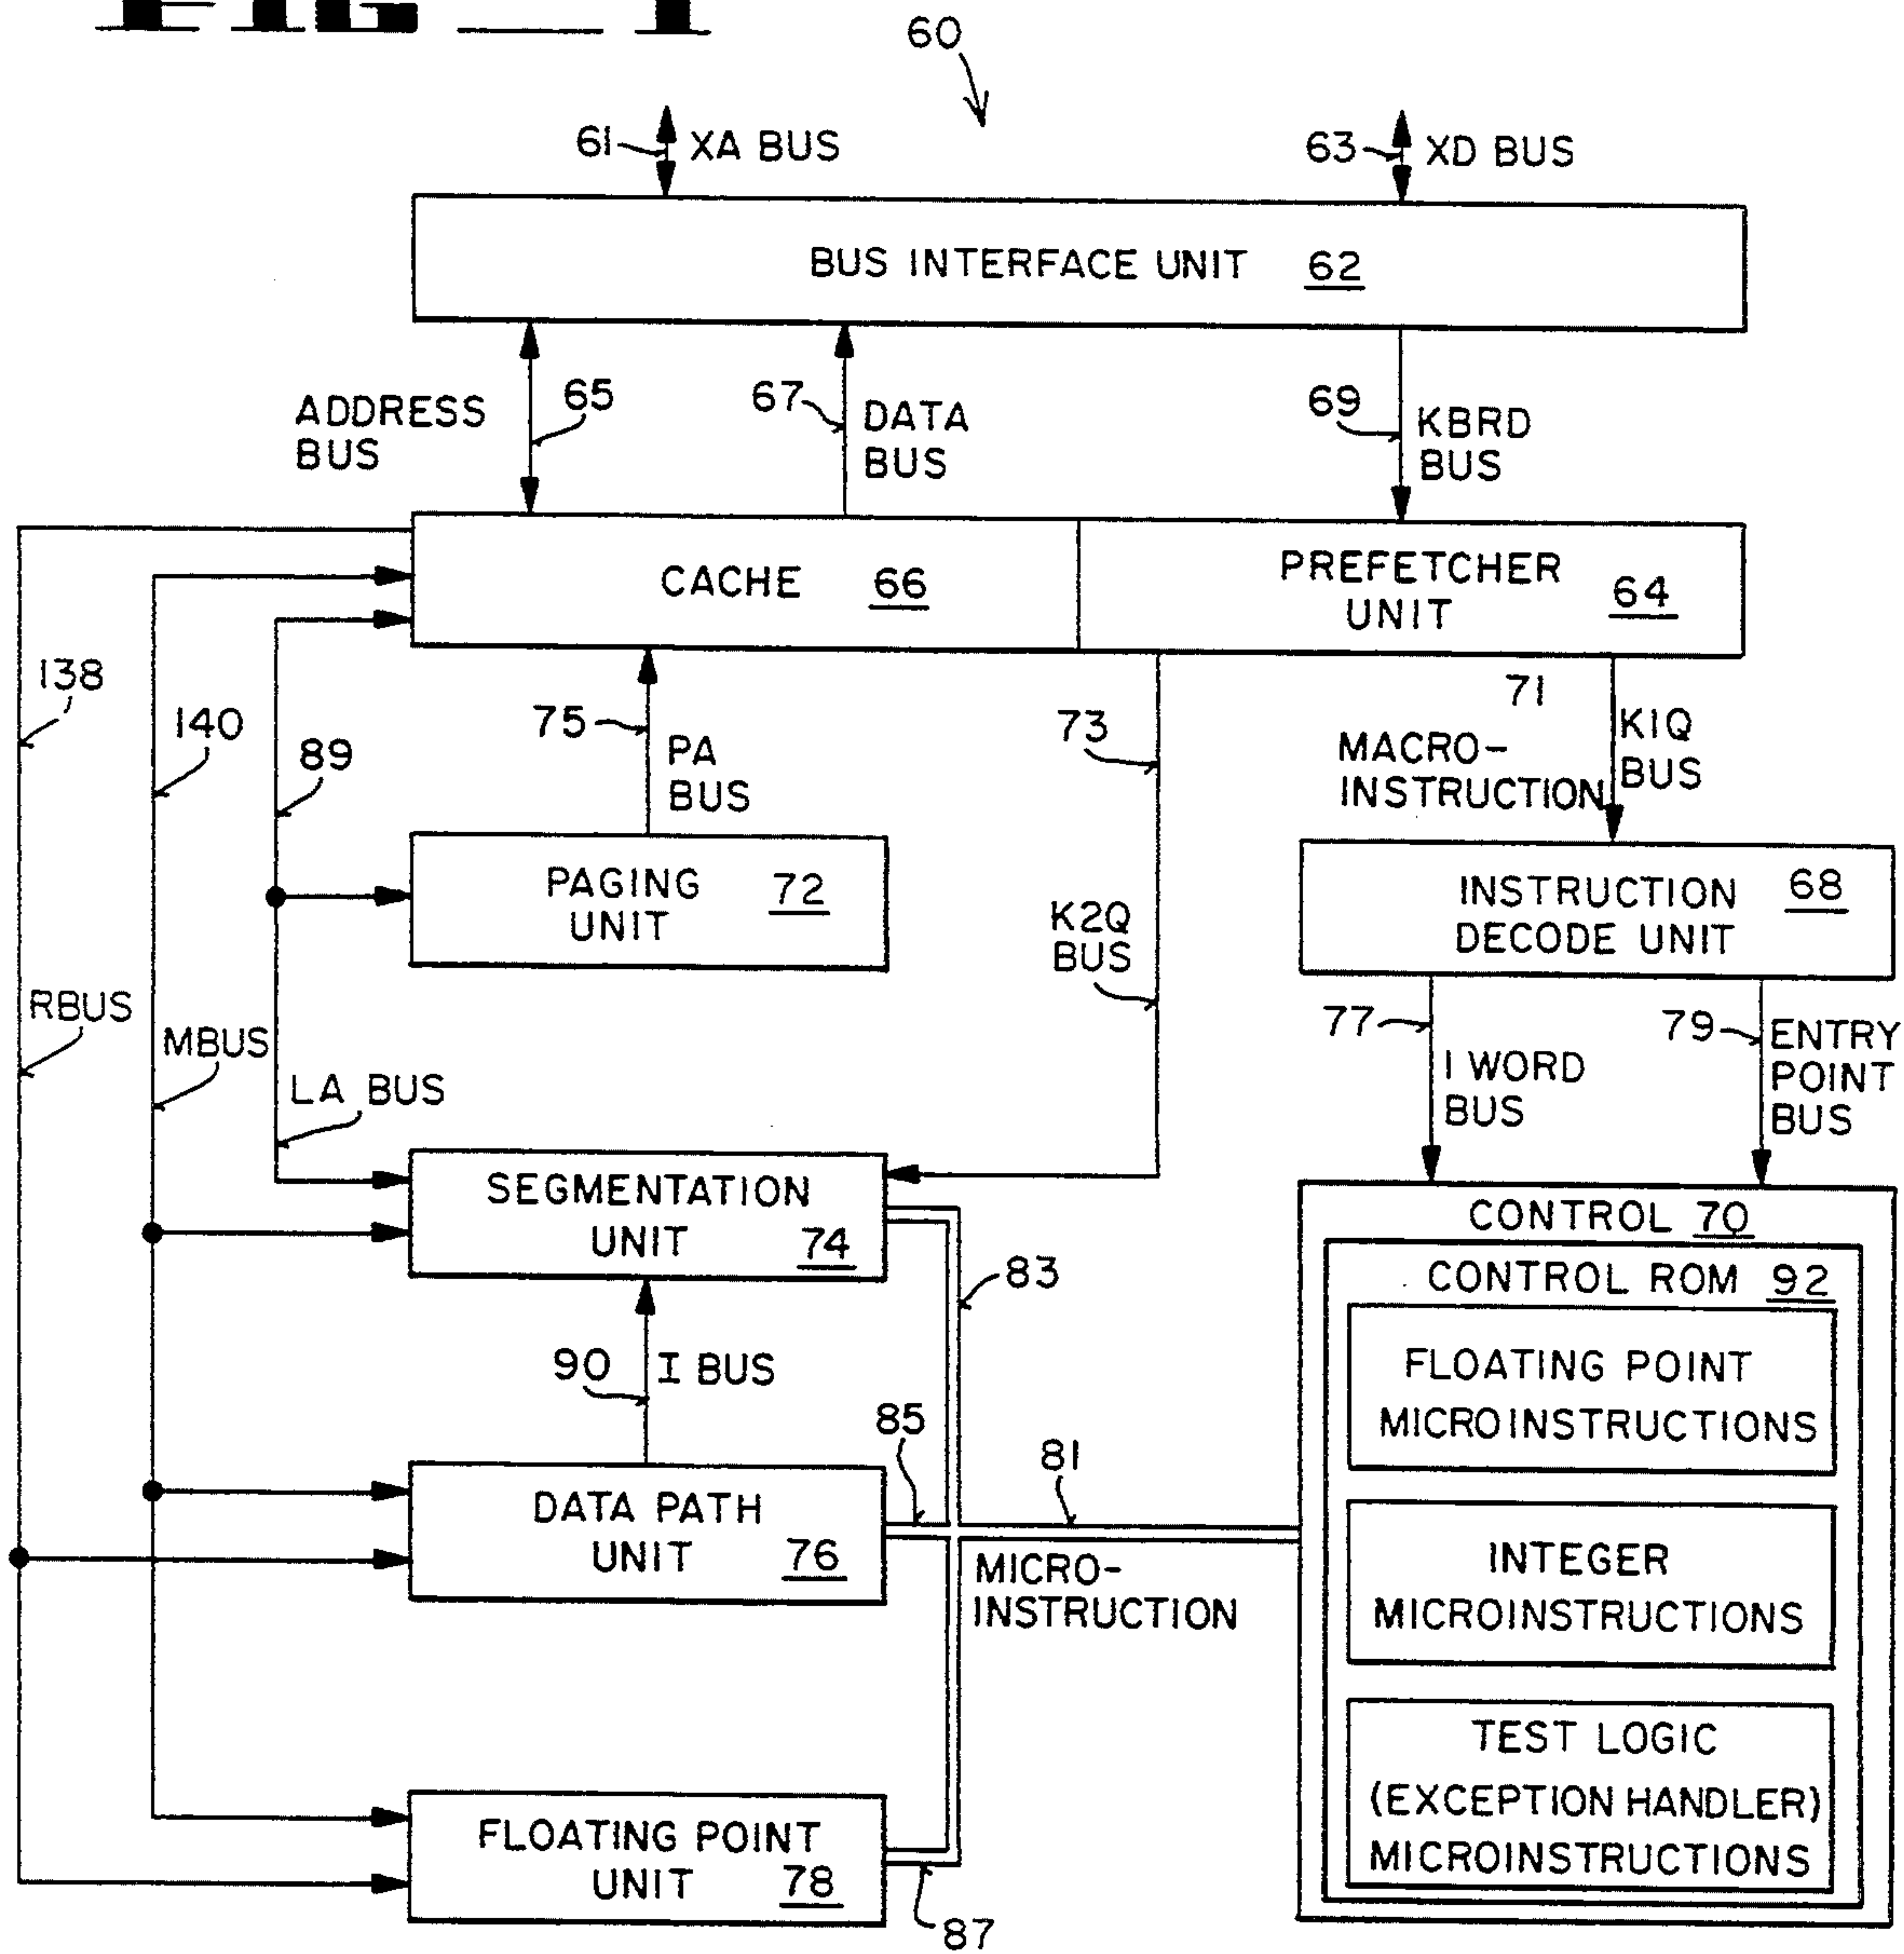 FIG 1
60
61 XA BUS
63 XD BUS
BUS INTERFACE UNIT 62
ADDRESS
BUS
65
67
DATA
BUS
69
KBRD
BUS
CACHE 66
PREFETCHER
UNIT 64
138
140
89
75
PA
BUS
73
71
K1Q
BUS
MACRO-
INSTRUCTION
PAGING
UNIT 72
K2Q
BUS
INSTRUCTION
DECODE UNIT 68
RBUS
MBUS
LA BUS
77
I WORD
BUS
79
ENTRY
POINT
BUS
SEGMENTATION
UNIT 74
83
CONTROL 70
CONTROL ROM 92
FLOATING POINT
MICROINSTRUCTIONS
90 I BUS
85
81
DATA PATH
UNIT 76
MICRO-
INSTRUCTION
INTEGER
MICROINSTRUCTIONS
TEST LOGIC
(EXCEPTION HANDLER)
MICROINSTRUCTIONS
FLOATING POINT
UNIT 78
87